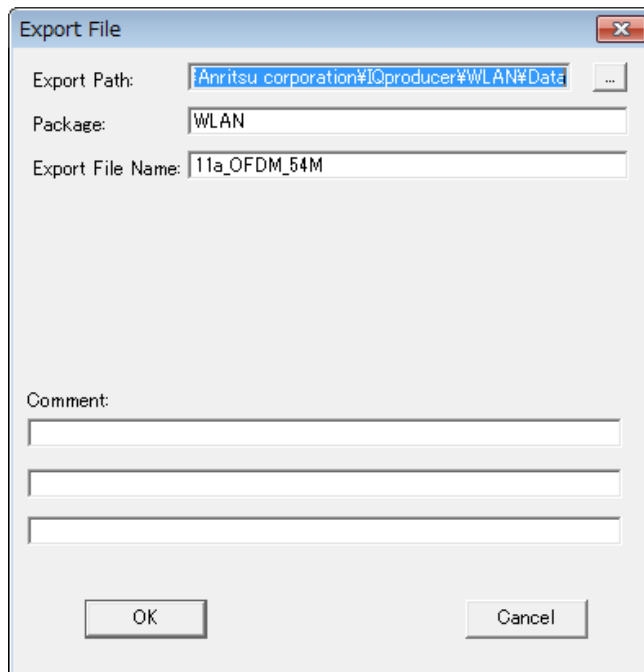 Export File
Export Path: Anritsu corporation¥IQproducer¥WLAN¥Data ...
Package: WLAN
Export File Name: 11a_OFDM_54M
Comment:
OK Cancel